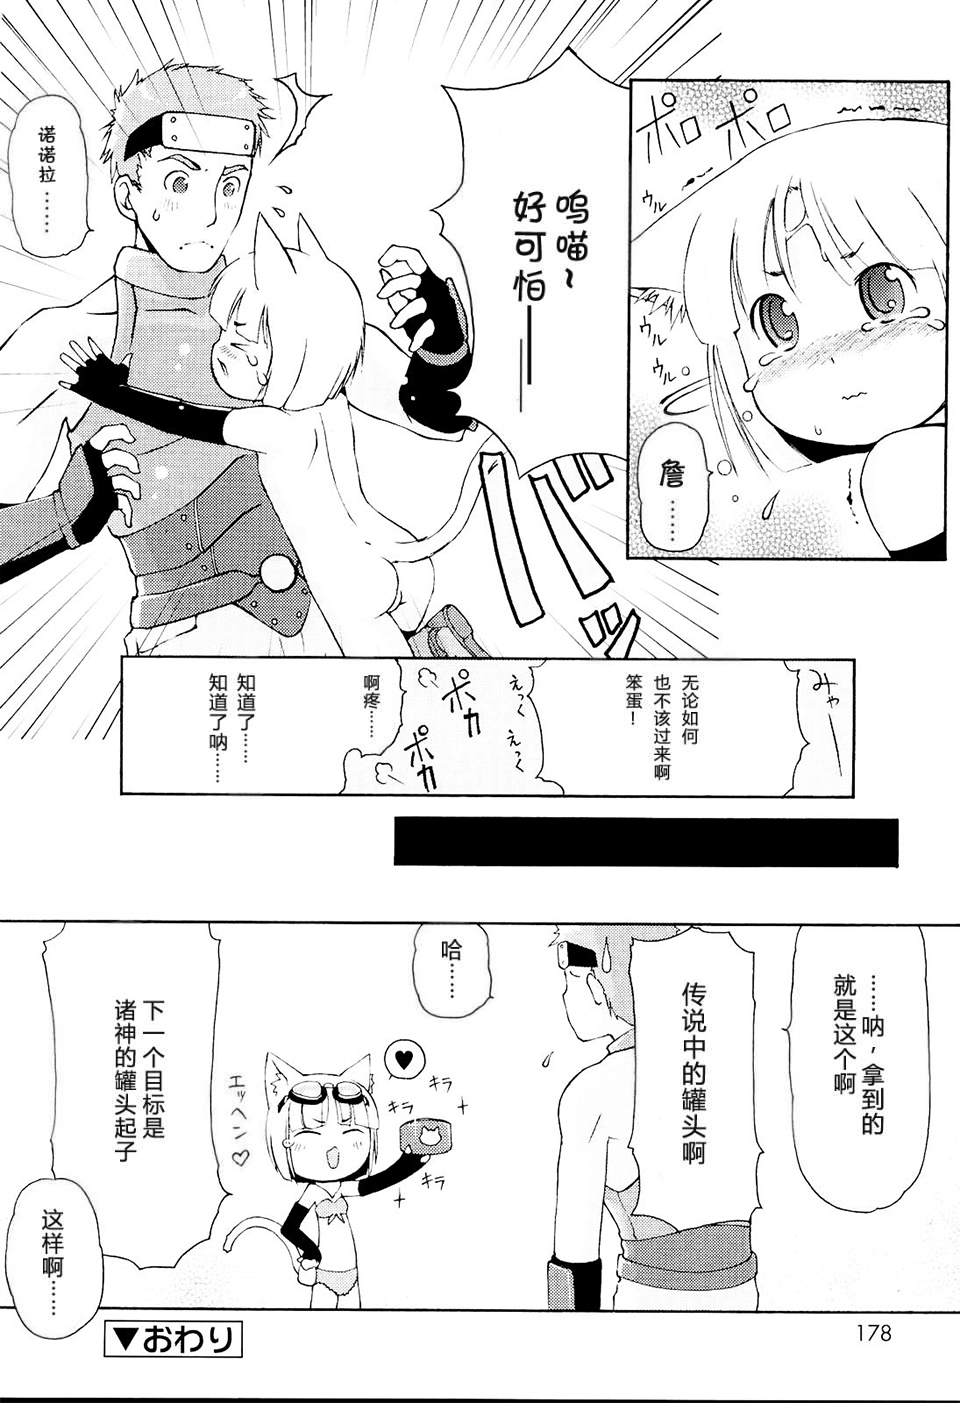 ポロ
ポロ
ウル
ウル
ウル
詹……
呜喵~
好可怕——
ガバッ
诺诺拉……
みゃ
无论如何
也不该过来啊
笨蛋！
えっく
えっく
ポカ
ポカ
啊疼……
知道了……
知道了呐……
……呐，拿到的
就是这个啊
传说中的罐头啊
哈……
♥
キラ
キラ
キラ
エッヘン♡
下一个目标是
诸神的罐头起子
这样啊……
▼おわり
178